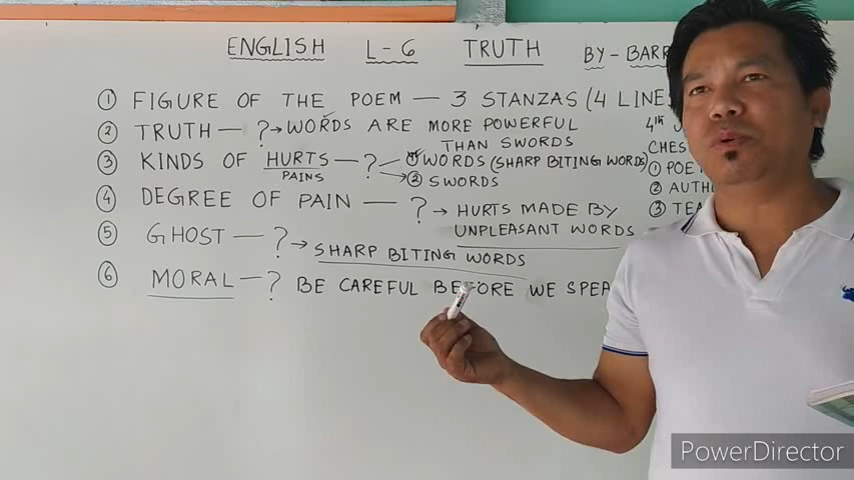 ENGLISH L-6 TRUTH BY-BARR
① FIGURE OF THE POEM — 3 STANZAS (4 LINES
② TRUTH — ? → WORDS ARE MORE POWERFUL
THAN SWORDS
③ KINDS OF HURTS — ? ① WORDS (SHARP BITING WORDS)
PAINS
② SWORDS
④ DEGREE OF PAIN — ? → HURTS MADE BY
UNPLEASANT WORDS
⑤ GHOST — ? → SHARP BITING WORDS
⑥ MORAL — ? BE CAREFUL BEFORE WE SPEA
4TH
CHES
① POE
② AUTH
③ TEA
PowerDirector